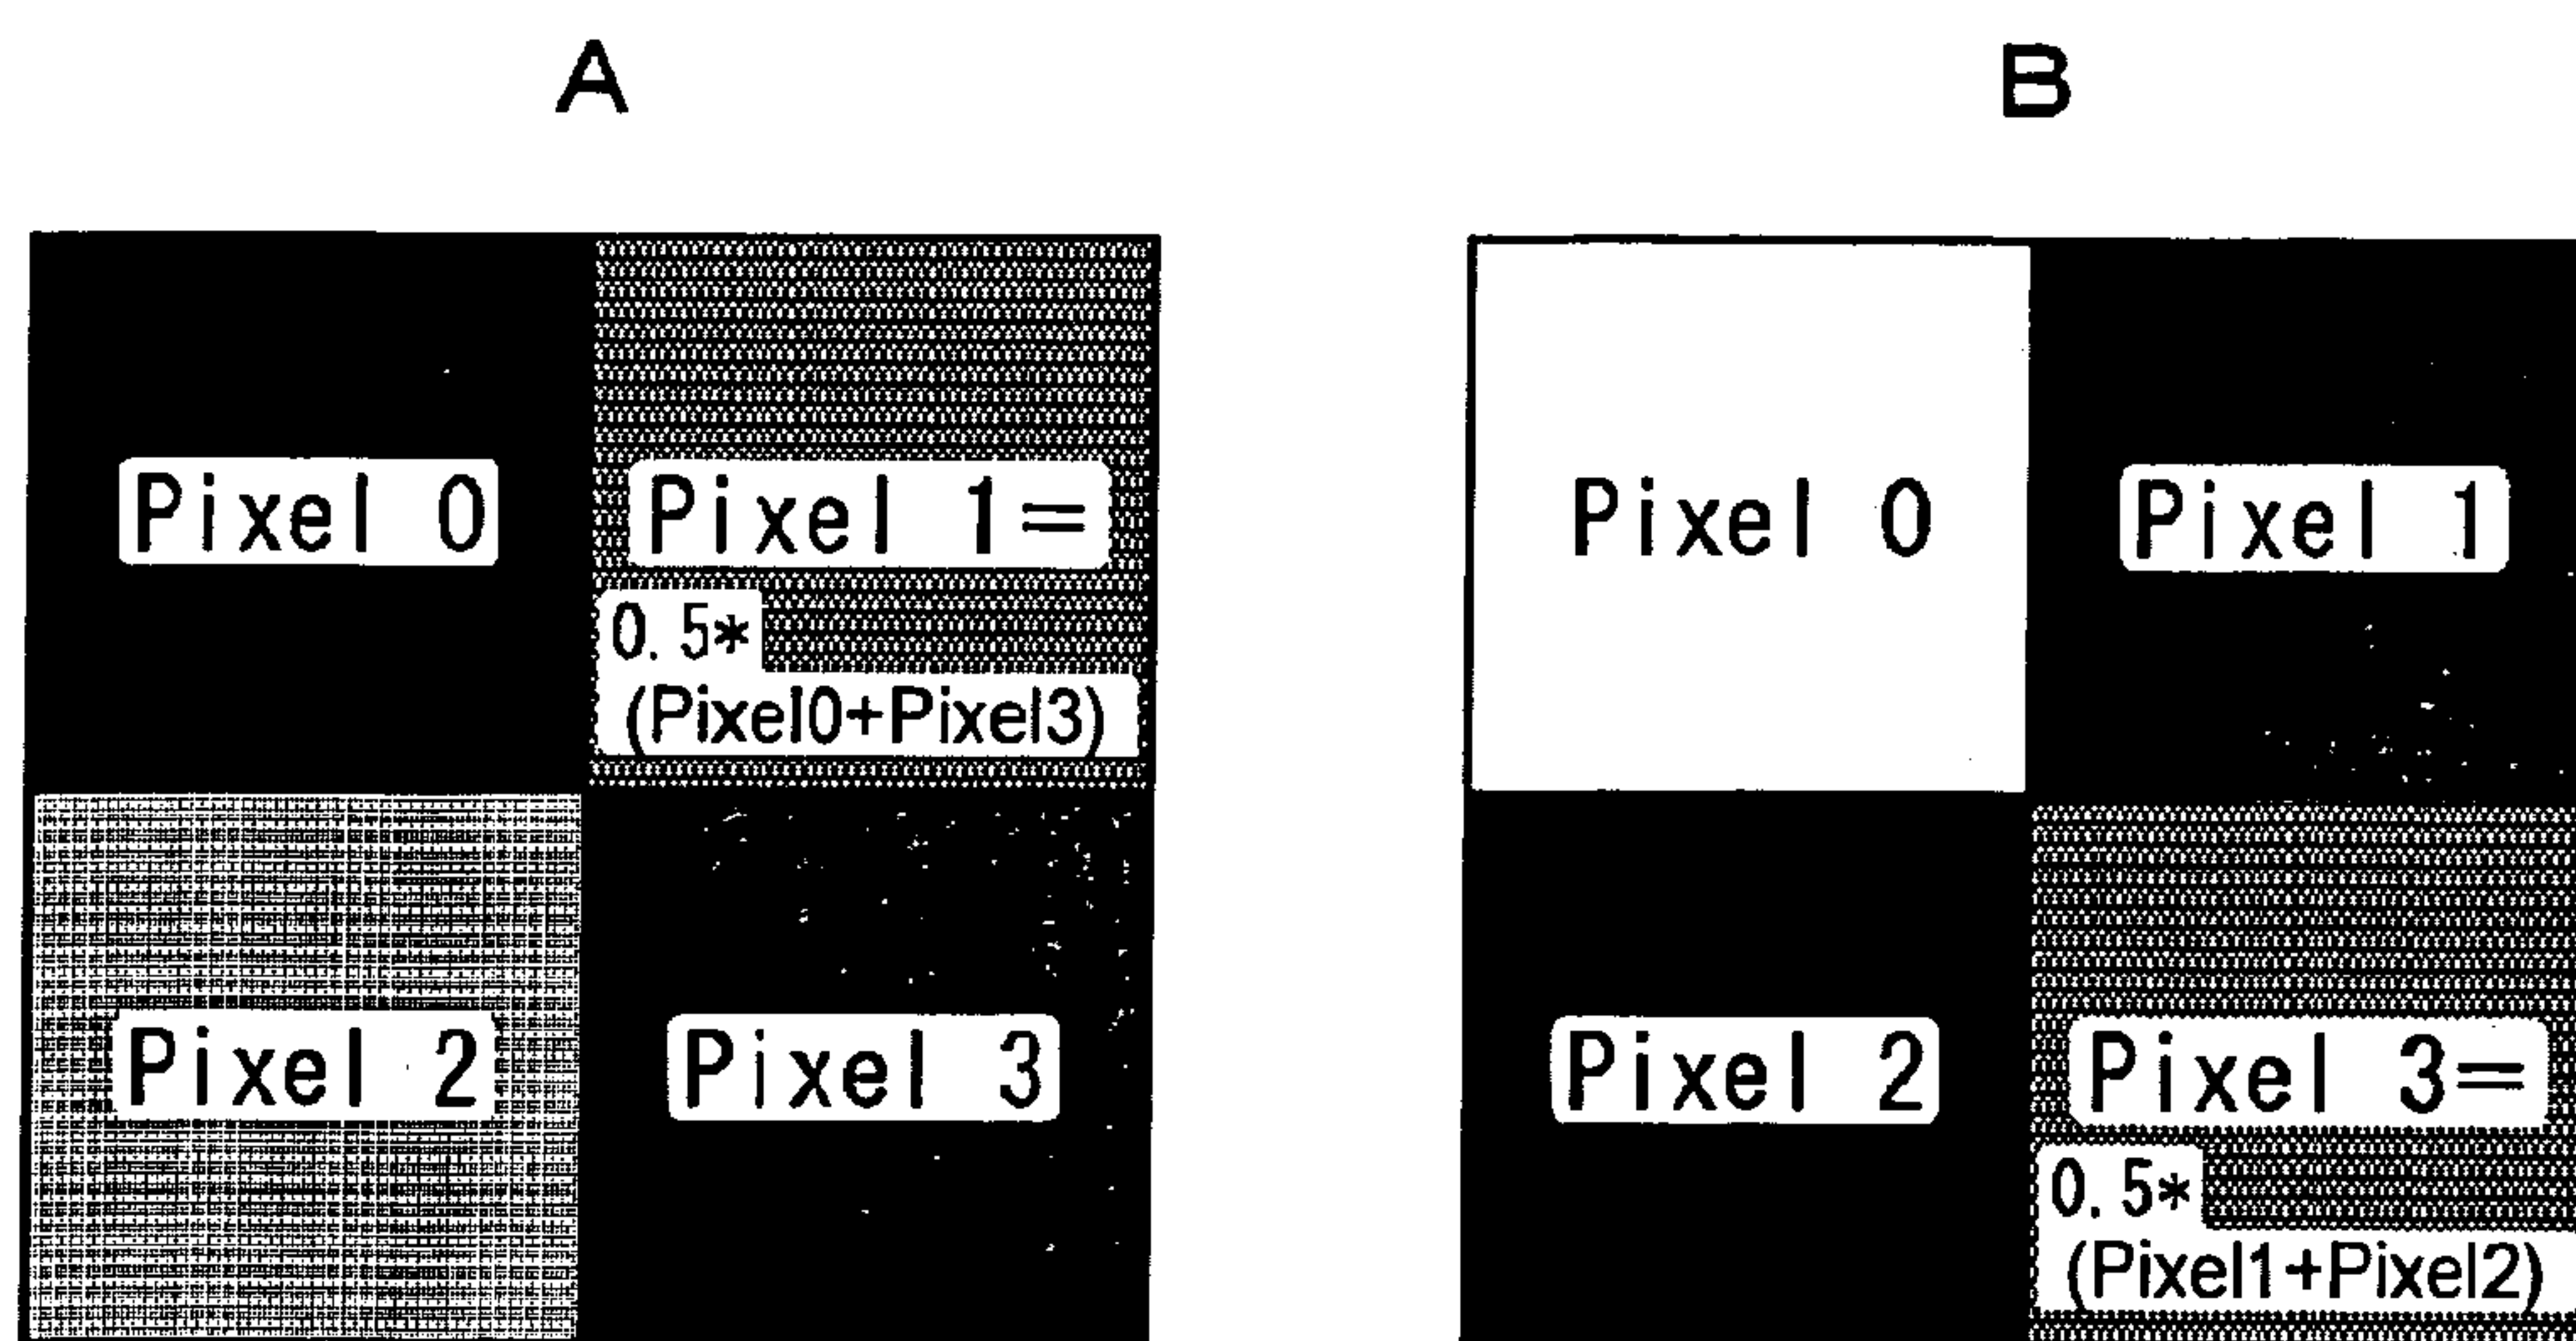 A
B
Pixel 0
Pixel 1=
0.5*
(Pixel0+Pixel3)
Pixel 2
Pixel 3
Pixel 0
Pixel 1
Pixel 2
Pixel 3=
0.5*
(Pixel1+Pixel2)